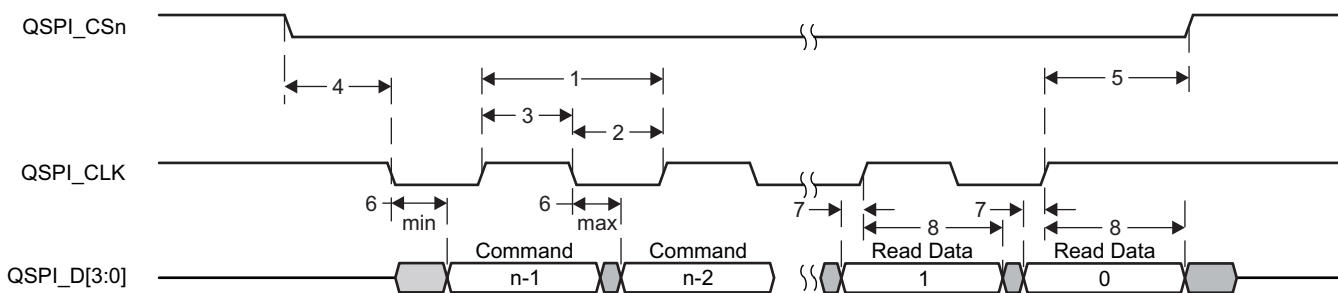 QSPI_CSn
4
1
5
3
2
QSPI_CLK
6
min
6
max
7
8
7
8
Command
Command
Read Data
Read Data
QSPI_D[3:0]
n-1
n-2
1
0